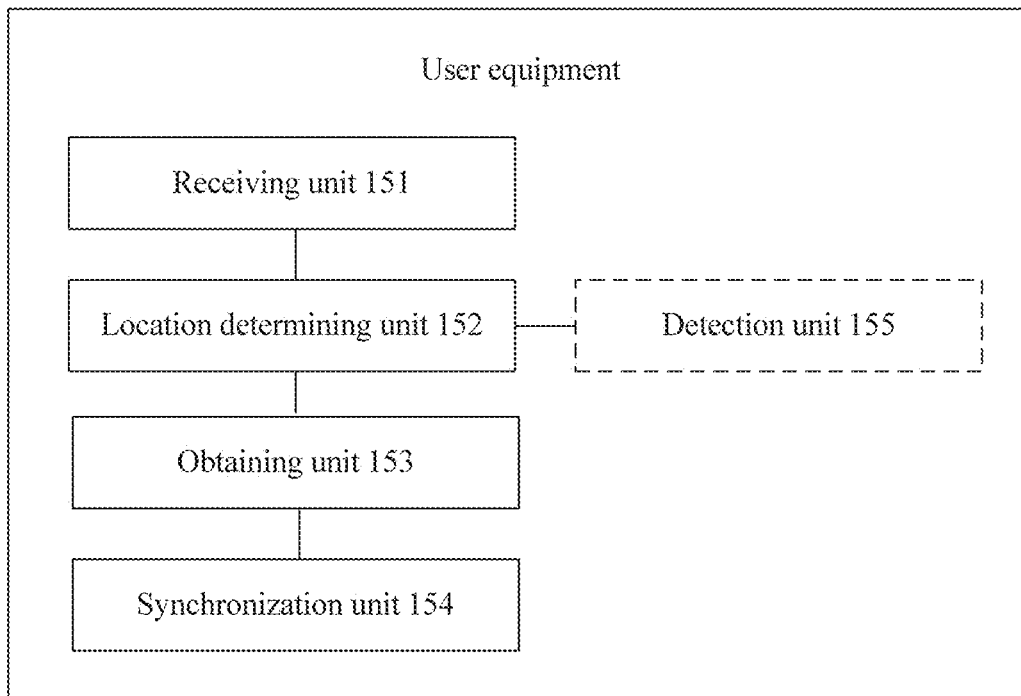 User equipment
Receiving unit 151
Location determining unit 152
Detection unit 155
Obtaining unit 153
Synchronization unit 154